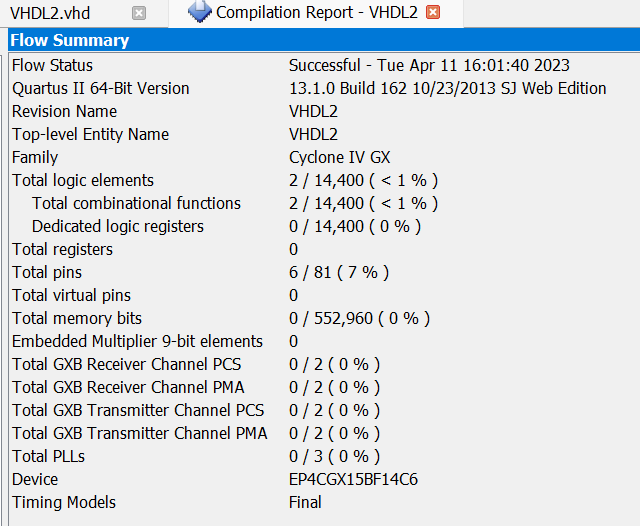 VHDL2.vhd Compilation Report - VHDL2
Flow Summary
Flow Status Successful - Tue Apr 11 16:01:40 2023
Quartus II 64-Bit Version 13.1.0 Build 162 10/23/2013 SJ Web Edition
Revision Name VHDL2
Top-level Entity Name VHDL2
Family Cyclone IV GX
Total logic elements 2 / 14,400 ( < 1 % )
Total combinational functions 2 / 14,400 ( < 1 % )
Dedicated logic registers 0 / 14,400 ( 0 % )
Total registers 0
Total pins 6 / 81 ( 7 % )
Total virtual pins 0
Total memory bits 0 / 552,960 ( 0 % )
Embedded Multiplier 9-bit elements 0
Total GXB Receiver Channel PCS 0 / 2 ( 0 % )
Total GXB Receiver Channel PMA 0 / 2 ( 0 % )
Total GXB Transmitter Channel PCS 0 / 2 ( 0 % )
Total GXB Transmitter Channel PMA 0 / 2 ( 0 % )
Total PLLs 0 / 3 ( 0 % )
Device EP4CGX15BF14C6
Timing Models Final